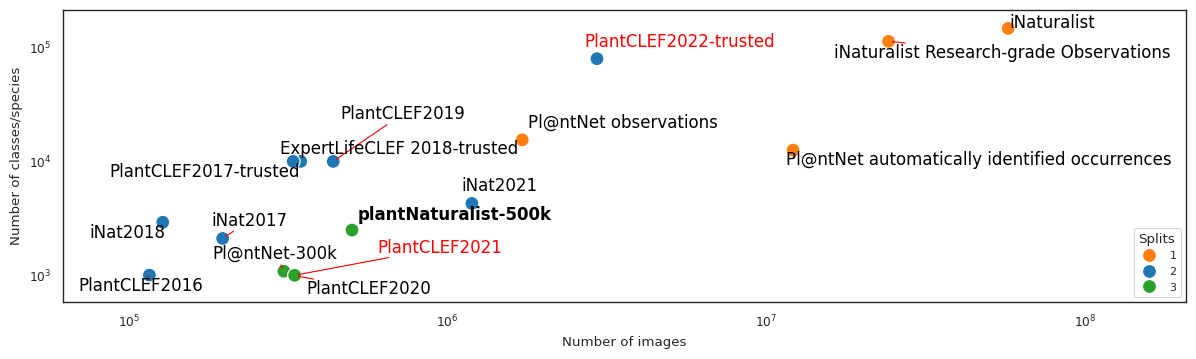 iNaturalist
PlantCLEF2022-trusted
10^5
iNaturalist Research-grade Observations
PlantCLEF2019
Pl@ntNet observations
ExpertLifeCLEF 2018-trusted
10^4
Pl@ntNet automatically identified occurrences
PlantCLEF2017-trusted
iNat2021
plantNaturalist-500k
iNat2017
iNat2018
PlantCLEF2021
Pl@ntNet-300k
10^3
PlantCLEF2016
PlantCLEF2020
Number of classes/species
Splits
1
2
3
10^5 10^6 10^7 10^8
Number of images